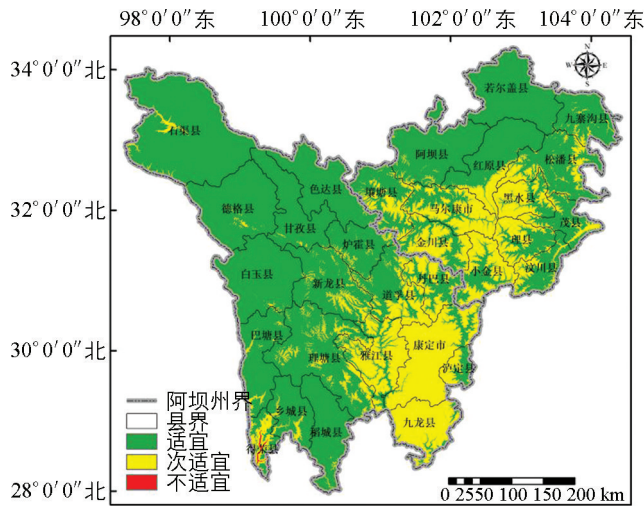 98°0′0″东 100°0′0″东 102°0′0″东 104°0′0″东
34°0′0″北
32°0′0″北
30°0′0″北
28°0′0″北
N
W E
S
若尔盖县
九寨沟县
石渠县
阿坝县
红原县
松潘县
色达县
壤塘县
黑水县
德格县
马尔康市
茂县
甘孜县
炉霍县
金川县
理县
白玉县
新龙县
道孚县
丹巴县
小金县
汶川县
巴塘县
理塘县
雅江县
康定市
泸定县
乡城县
稻城县
九龙县
得荣县
阿坝州界
县界
适宜
次适宜
不适宜
0 2550 100 150 200 km